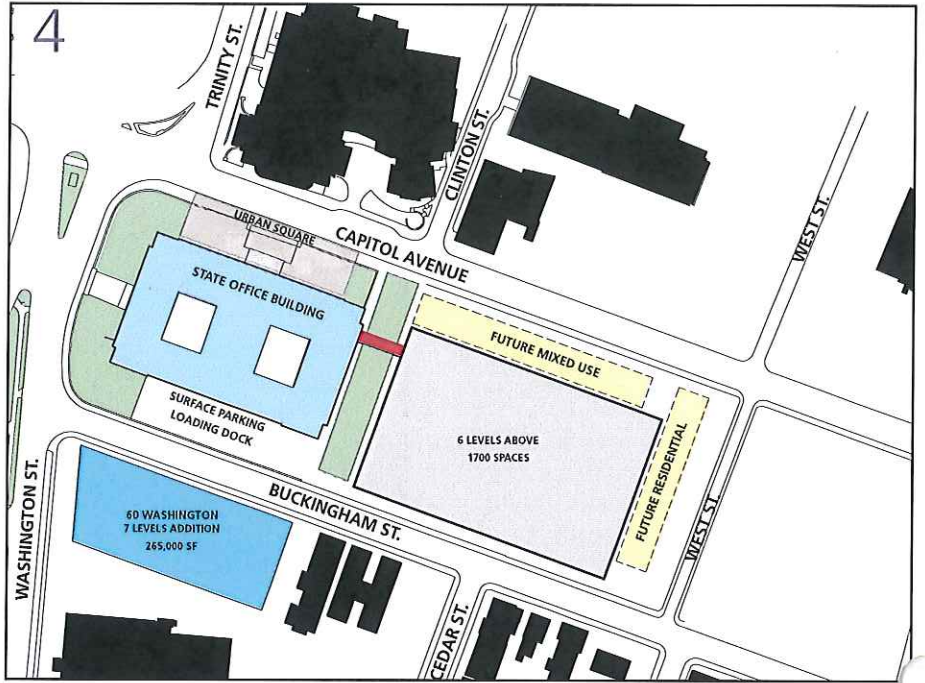 4
TRINITY ST.
CLINTON ST.
WEST ST.
URBAN SQUARE
CAPITOL AVENUE
STATE OFFICE BUILDING
FUTURE MIXED USE
SURFACE PARKING
LOADING DOCK
6 LEVELS ABOVE
1700 SPACES
FUTURE RESIDENTIAL
WASHINGTON ST.
BUCKINGHAM ST.
60 WASHINGTON
7 LEVELS ADDITION
265,000 SF
WEST ST.
CEDAR ST.